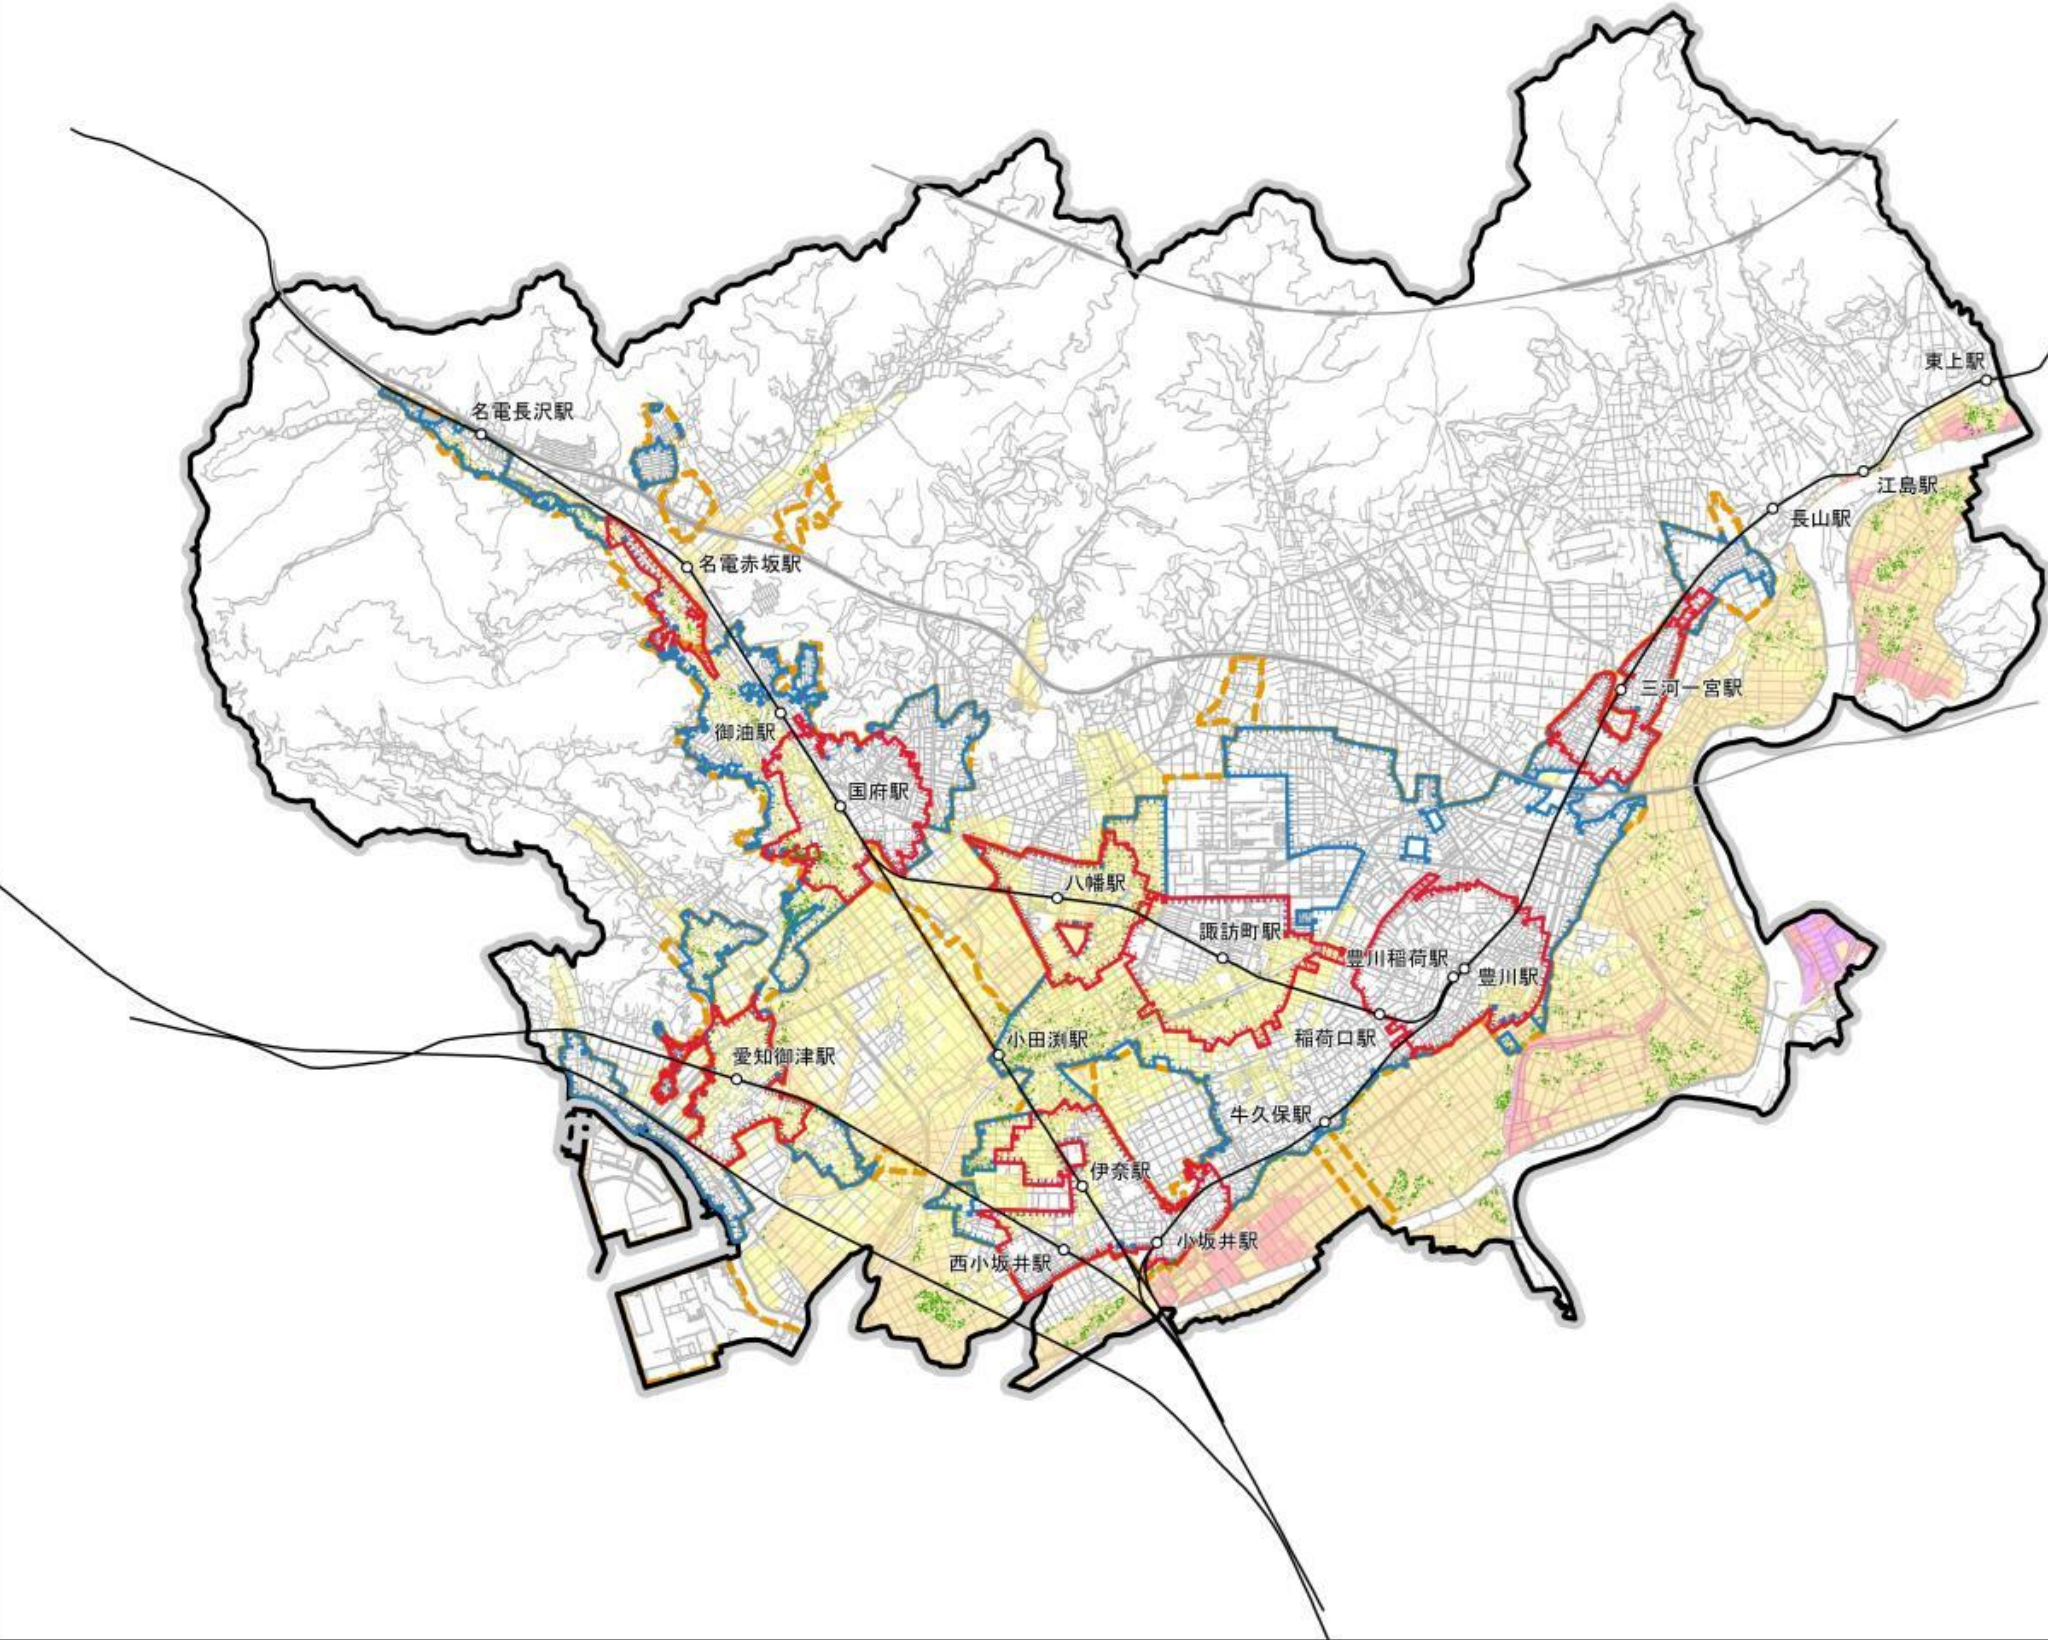 東上駅
名電長沢駅
江島駅
長山駅
名電赤坂駅
三河一宮駅
御油駅
国府駅
八幡駅
諏訪町駅
豊川稲荷駅
豊川駅
稲荷口駅
小田渕駅
愛知御津駅
牛久保駅
伊奈駅
小坂井駅
西小坂井駅